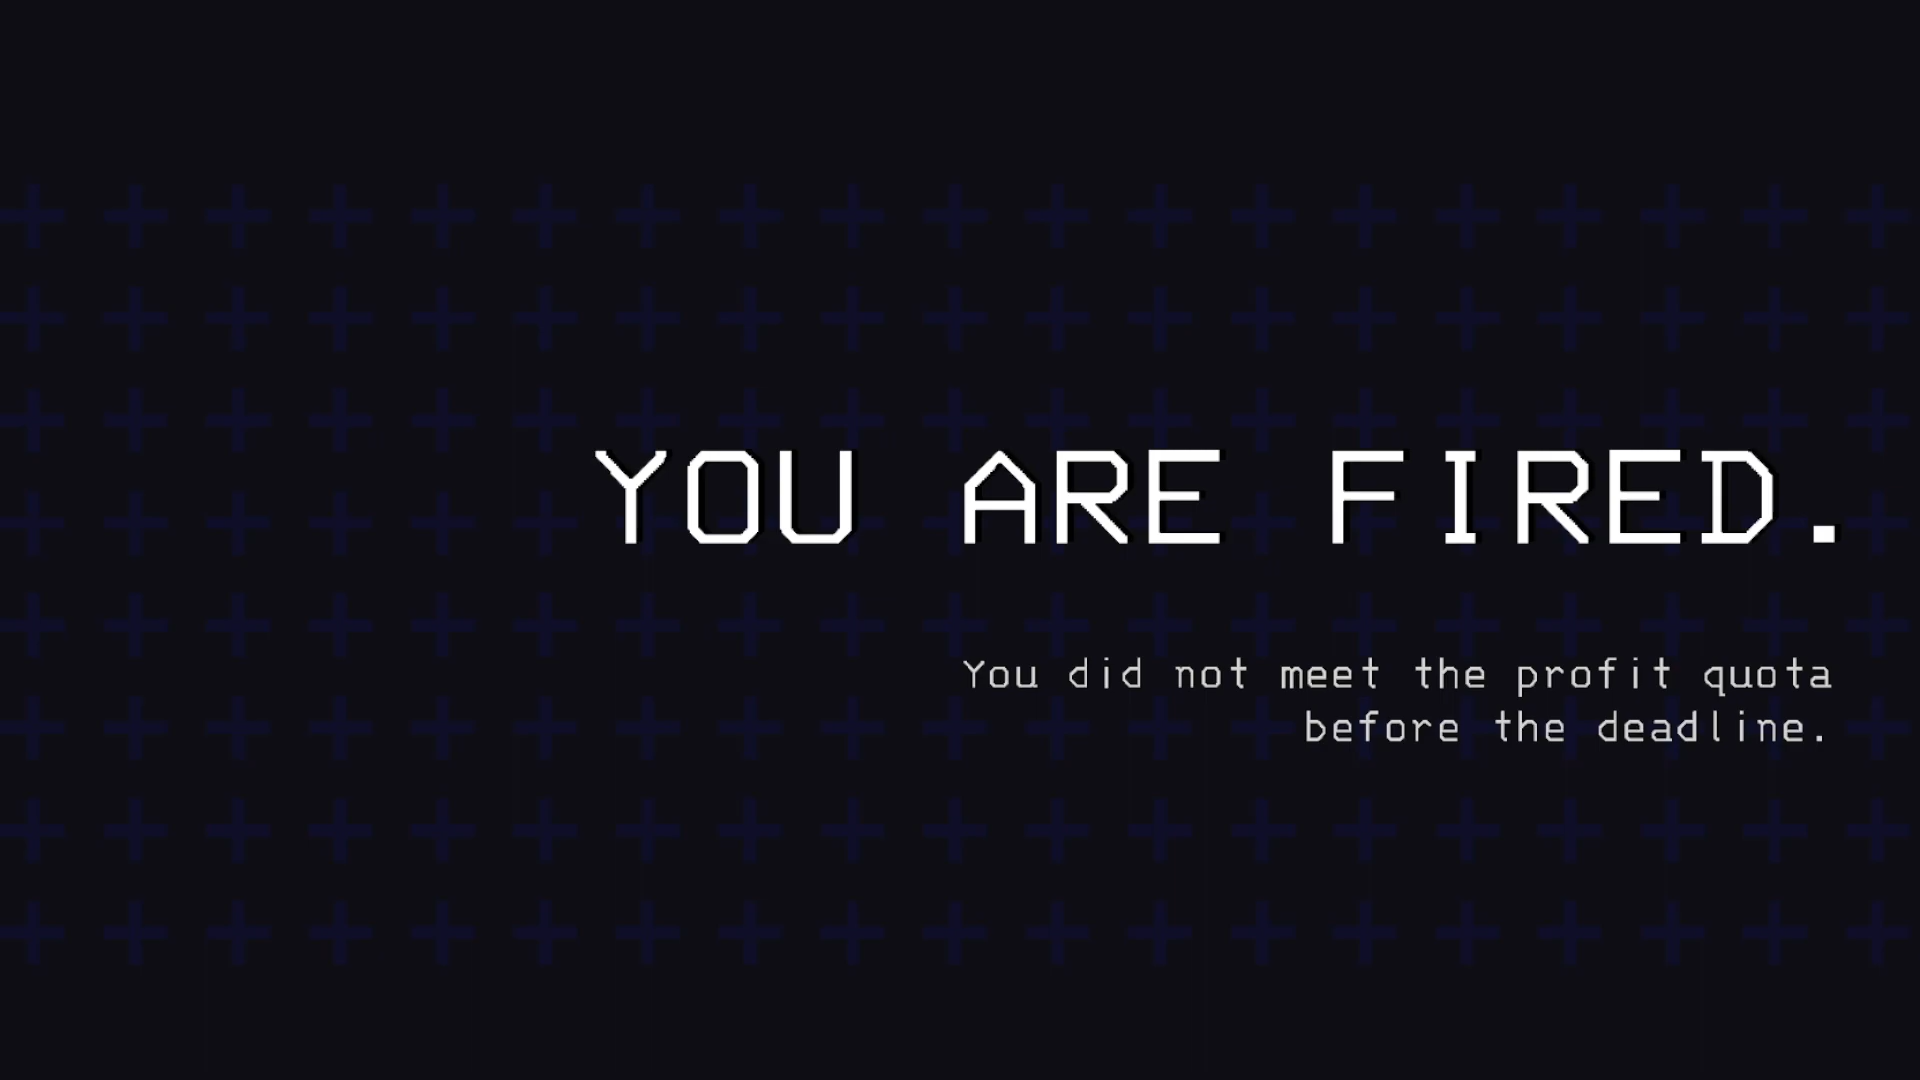 YOU ARE FIRED.
You did not meet the profit quota
before the deadline.